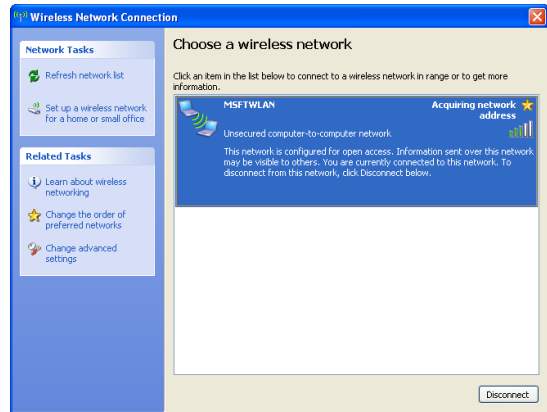 Wireless Network Connection
Network Tasks
Refresh network list
Set up a wireless network
for a home or small office
Related Tasks
Learn about wireless
networking
Change the order of
preferred networks
Change advanced
settings
Choose a wireless network
Click an item in the list below to connect to a wireless network in range or to get more
information.
MSFTWLAN
Acquiring network
address
Unsecured computer-to-computer network
This network is configured for open access. Information sent over this network
may be visible to others. You are currently connected to this network. To
disconnect from this network, click Disconnect below.
Disconnect